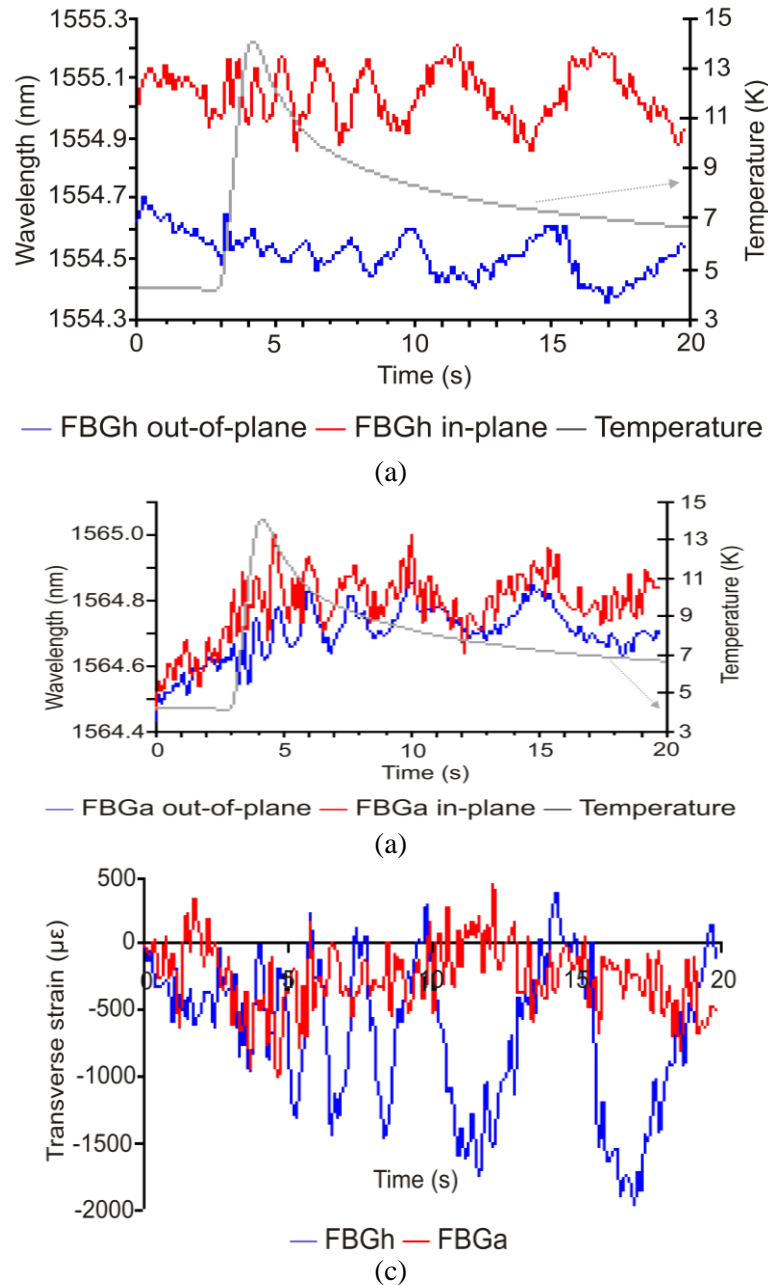 1555.3
1555.1
1554.9
1554.7
1554.5
1554.3
Wavelength (nm)
15
13
11
9
7
5
3
Temperature (K)
0 5 10 15 20
Time (s)
FBGh out-of-plane FBGh in-plane Temperature
(a)
1565.0
1564.8
1564.6
1564.4
Wavelength (nm)
15
13
11
9
7
5
3
Temperature (K)
0 5 10 15 20
Time (s)
FBGa out-of-plane FBGa in-plane Temperature
(a)
500
0
-500
-1000
-1500
-2000
Transverse strain (με)
0 5 10 15 20
Time (s)
FBGh FBGa
(c)